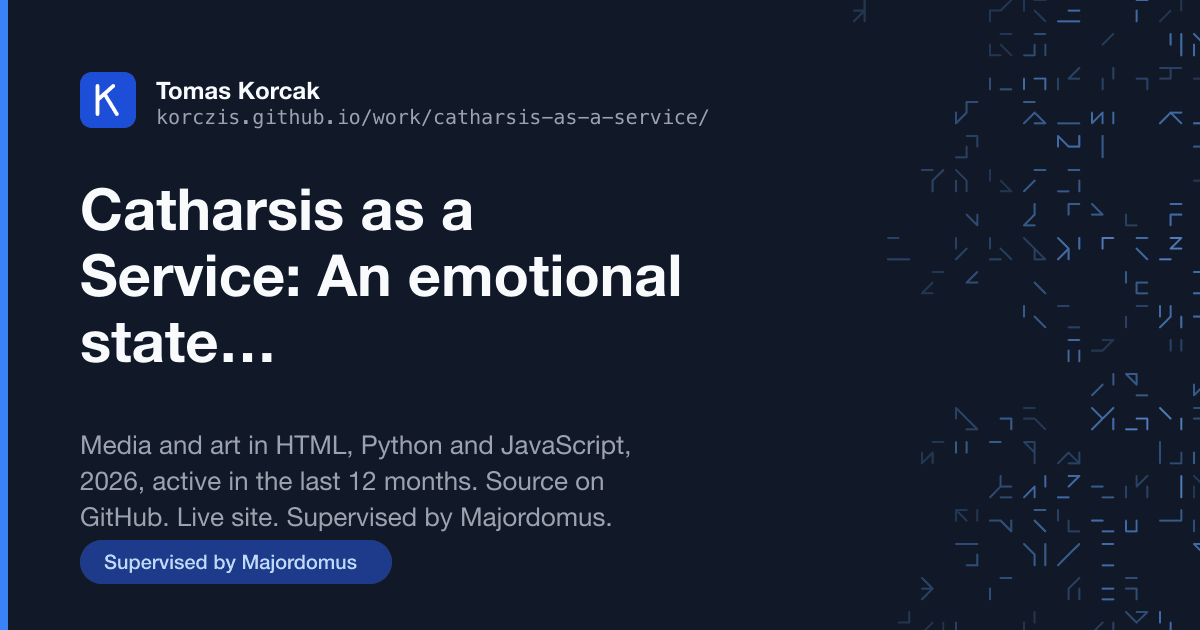 K
Tomas Korcak
korczis.github.io/work/catharsis-as-a-service/
Catharsis as a
Service: An emotional
state…
Media and art in HTML, Python and JavaScript,
2026, active in the last 12 months. Source on
GitHub. Live site. Supervised by Majordomus.
Supervised by Majordomus